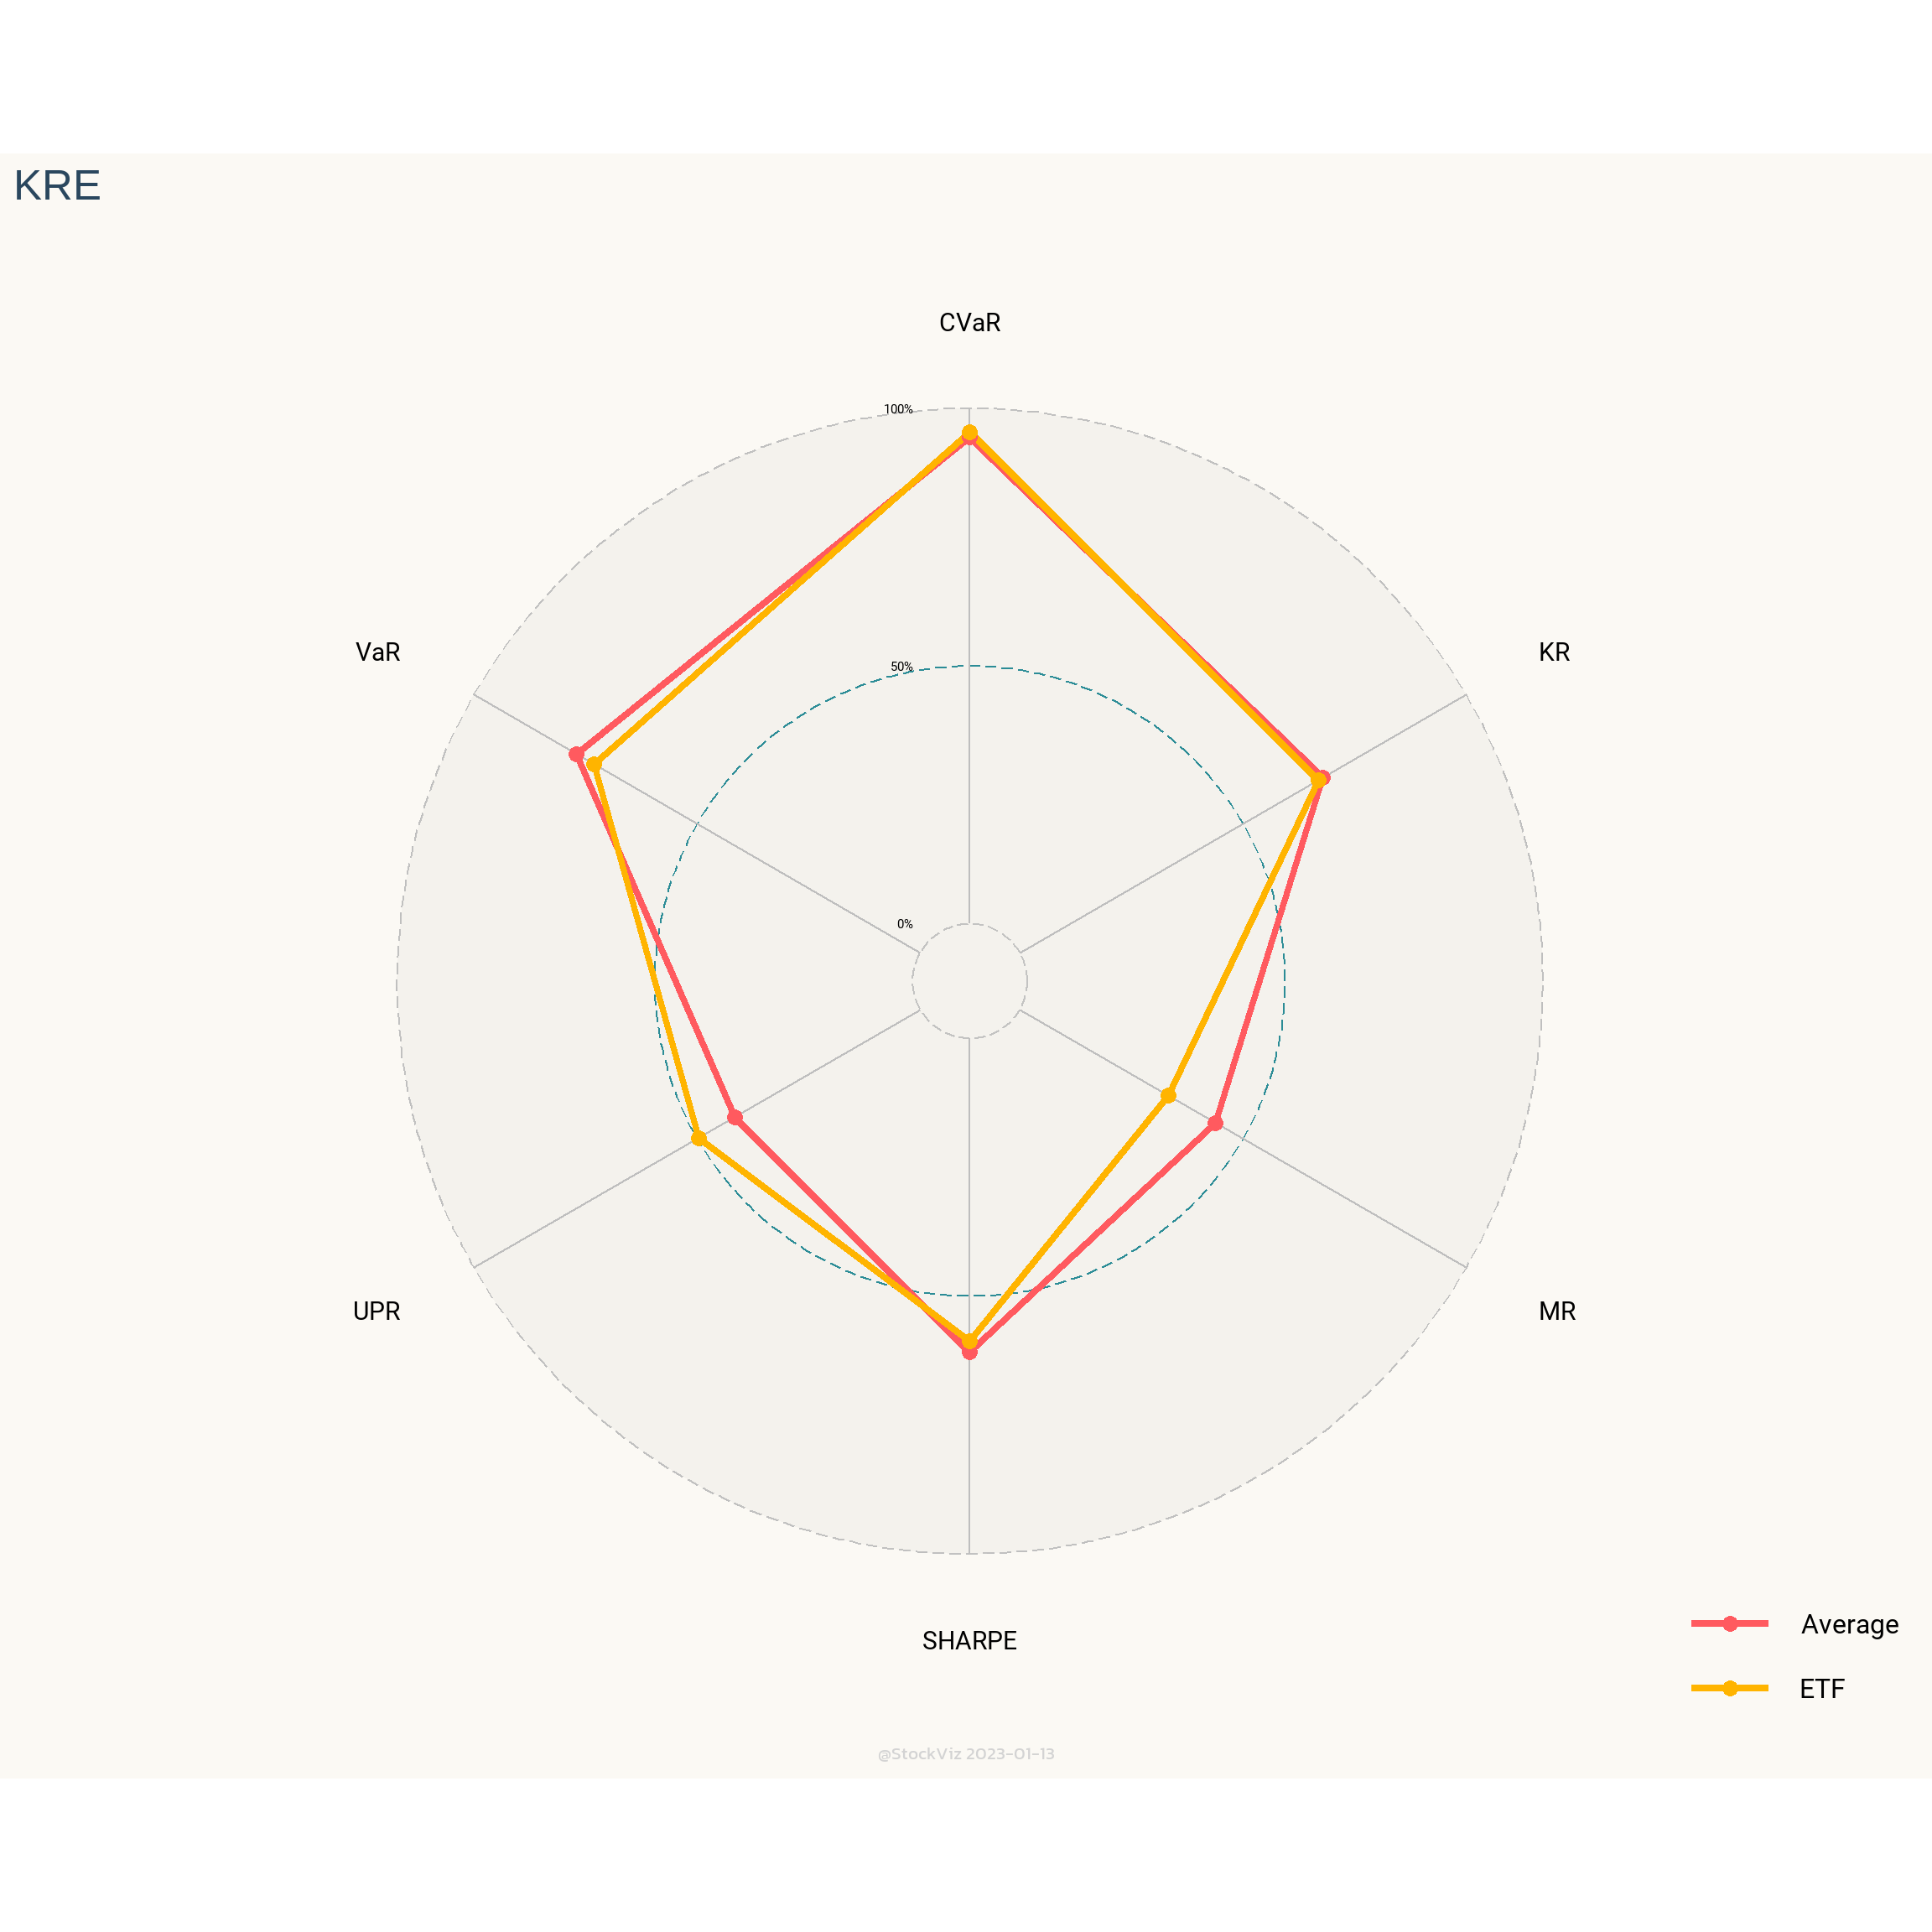 KRE
CVaR
100%
VaR
KR
50%
0%
UPR
MR
SHARPE
Average
ETF
@StockViz 2023-01-13